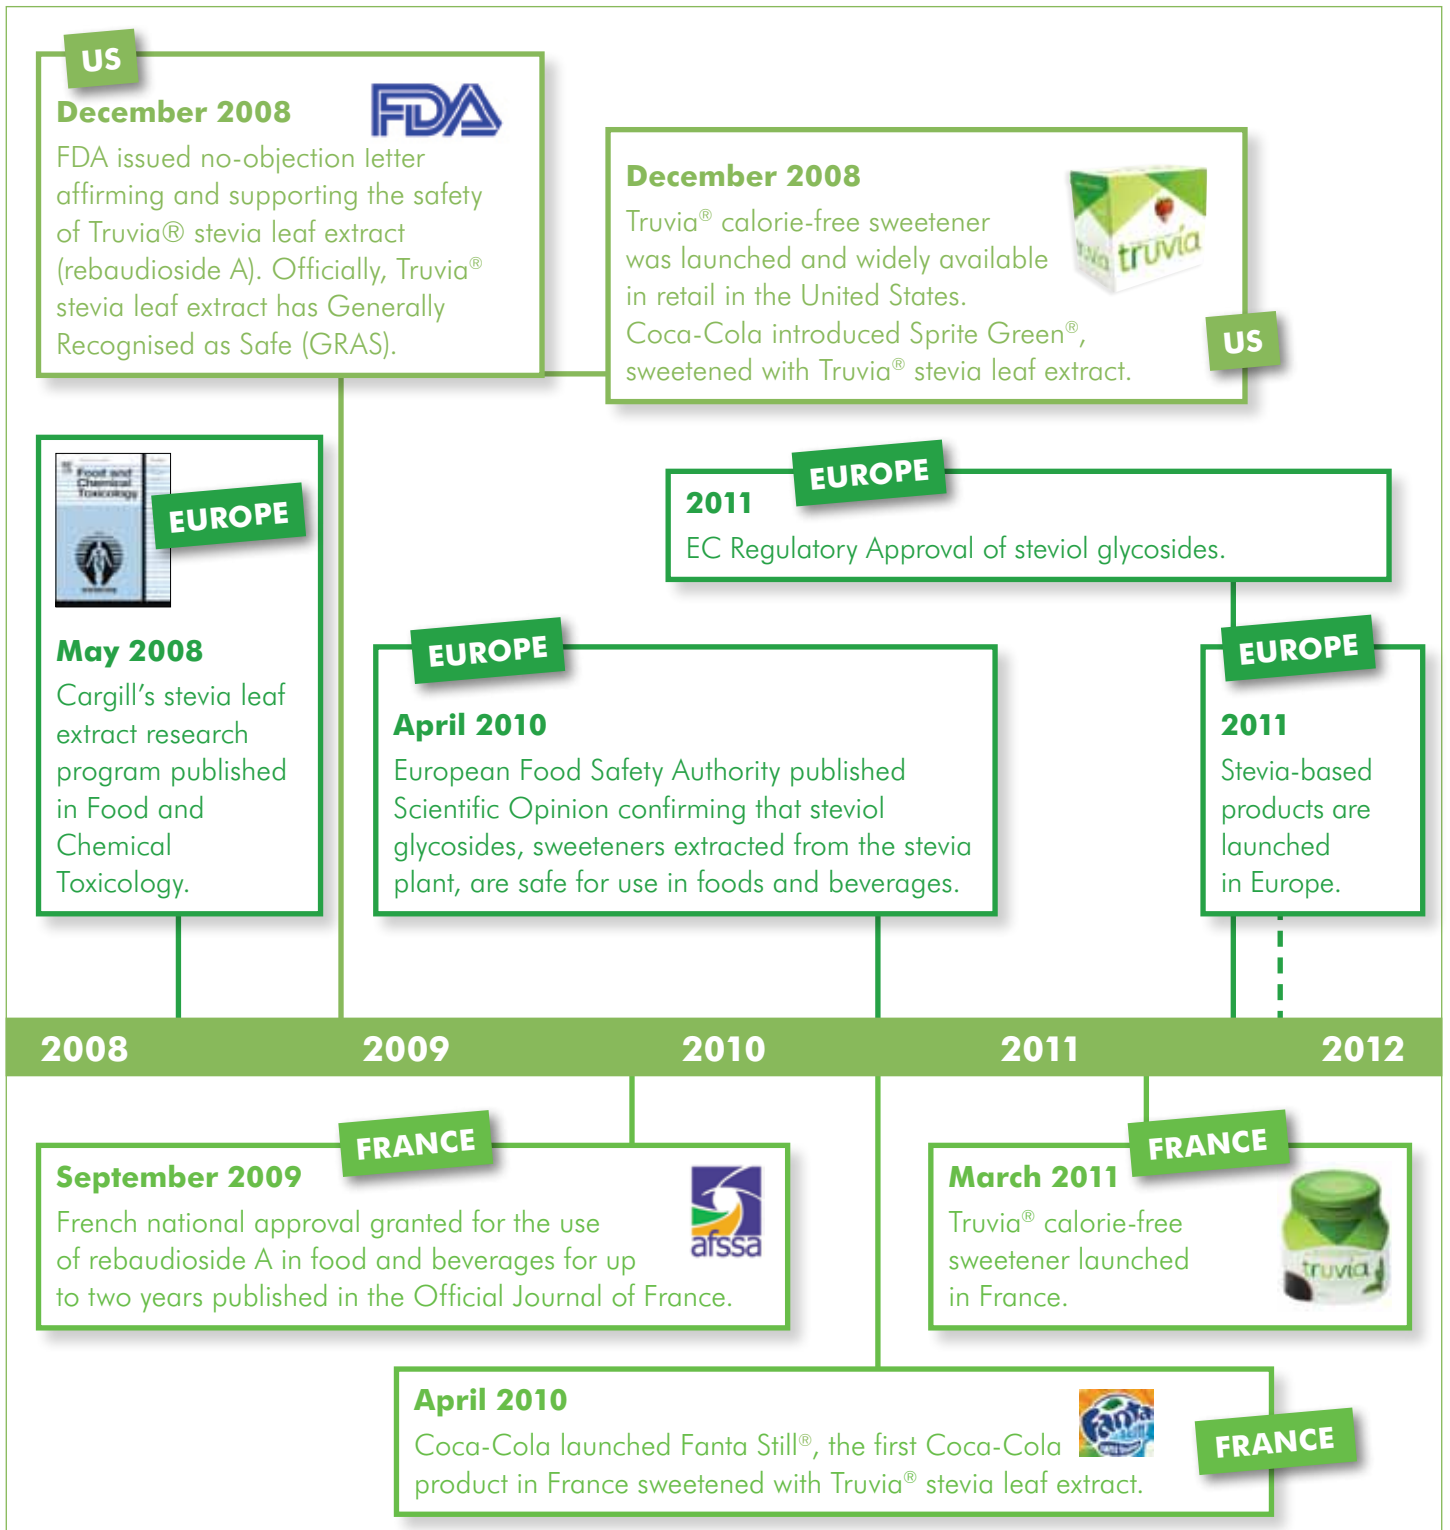 US
December 2008
FDA
FDA issued no-objection letter
affirming and supporting the safety
of Truvia® stevia leaf extract
(rebaudioside A). Officially, Truvia®
stevia leaf extract has Generally
Recognised as Safe (GRAS).
December 2008
Truvia® calorie-free sweetener
was launched and widely available
in retail in the United States.
Coca-Cola introduced Sprite Green®,
sweetened with Truvia® stevia leaf extract.
truvia
truvia
US
Food and
Chemical
Toxicology
EUROPE
May 2008
Cargill's stevia leaf
extract research
program published
in Food and
Chemical
Toxicology.
EUROPE
2011
EC Regulatory Approval of steviol glycosides.
EUROPE
April 2010
European Food Safety Authority published
Scientific Opinion confirming that steviol
glycosides, sweeteners extracted from the stevia
plant, are safe for use in foods and beverages.
EUROPE
2011
Stevia-based
products are
launched
in Europe.
2008 2009 2010 2011 2012
FRANCE
September 2009
French national approval granted for the use
of rebaudioside A in food and beverages for up
to two years published in the Official Journal of France.
afssa
FRANCE
March 2011
Truvia® calorie-free
sweetener launched
in France.
truvia
April 2010
Coca-Cola launched Fanta Still®, the first Coca-Cola
product in France sweetened with Truvia® stevia leaf extract.
Fanta
still
FRANCE